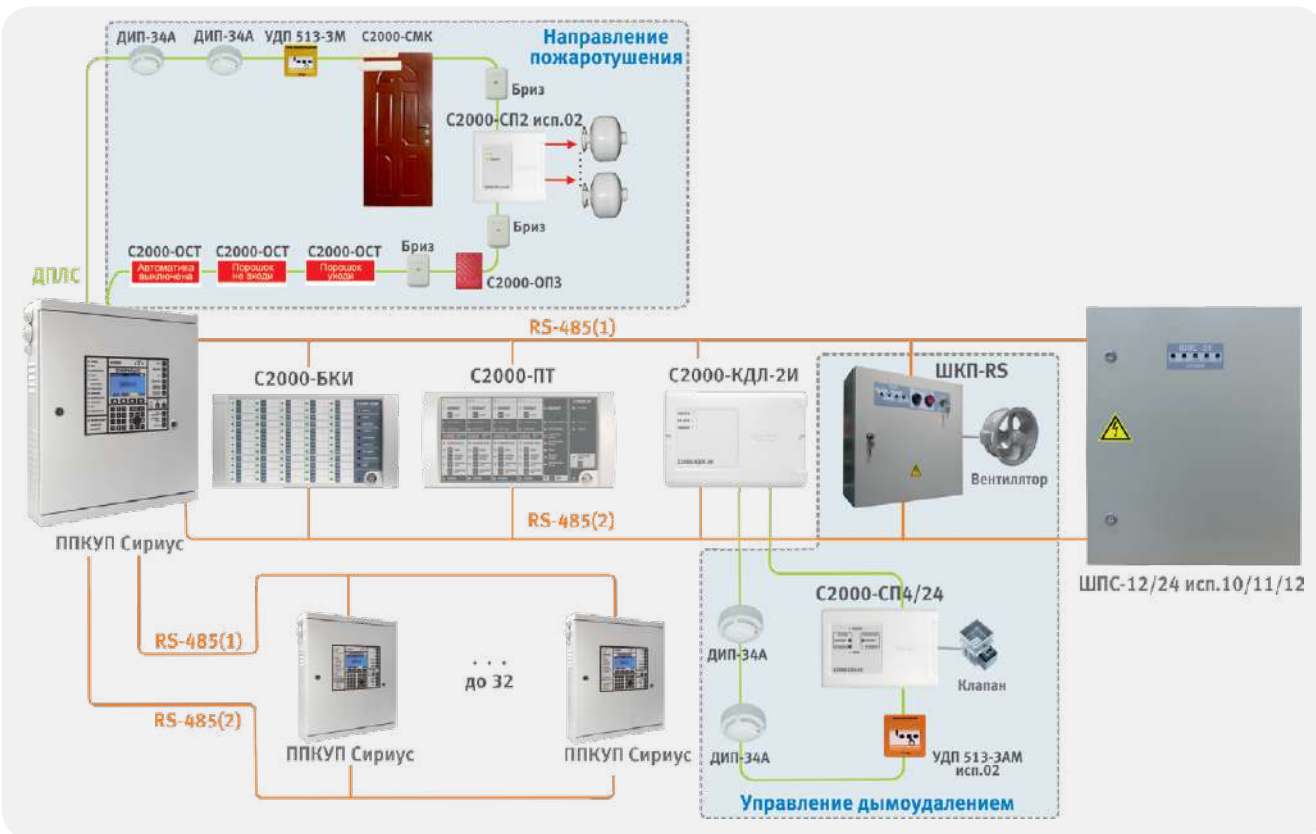 ДИП-34А
ДИП-34А
УДП 513-3М
С2000-СМК
Направление
пожаротушения
Бриз
С2000-СП2 исп.02
Бриз
С2000-ОСТ
С2000-ОСТ
С2000-ОСТ
Бриз
Автоматика
выключена
Порошок
не входи
Порошок
уходи
С2000-ОПЗ
ДПЛС
RS-485(1)
С2000-БКИ
С2000-ПТ
С2000-КДЛ-2И
ШКП-RS
Вентиллтор
RS-485(2)
ППКУП Сириус
ШПС-12/24 исп.10/11/12
С2000-СП4/24
RS-485(1)
. . .
до 32
ДИП-34А
Клапан
RS-485(2)
ППКУП Сириус
ППКУП Сириус
ДИП-34А
УДП 513-3АМ
исп.02
Управление дымоудалением